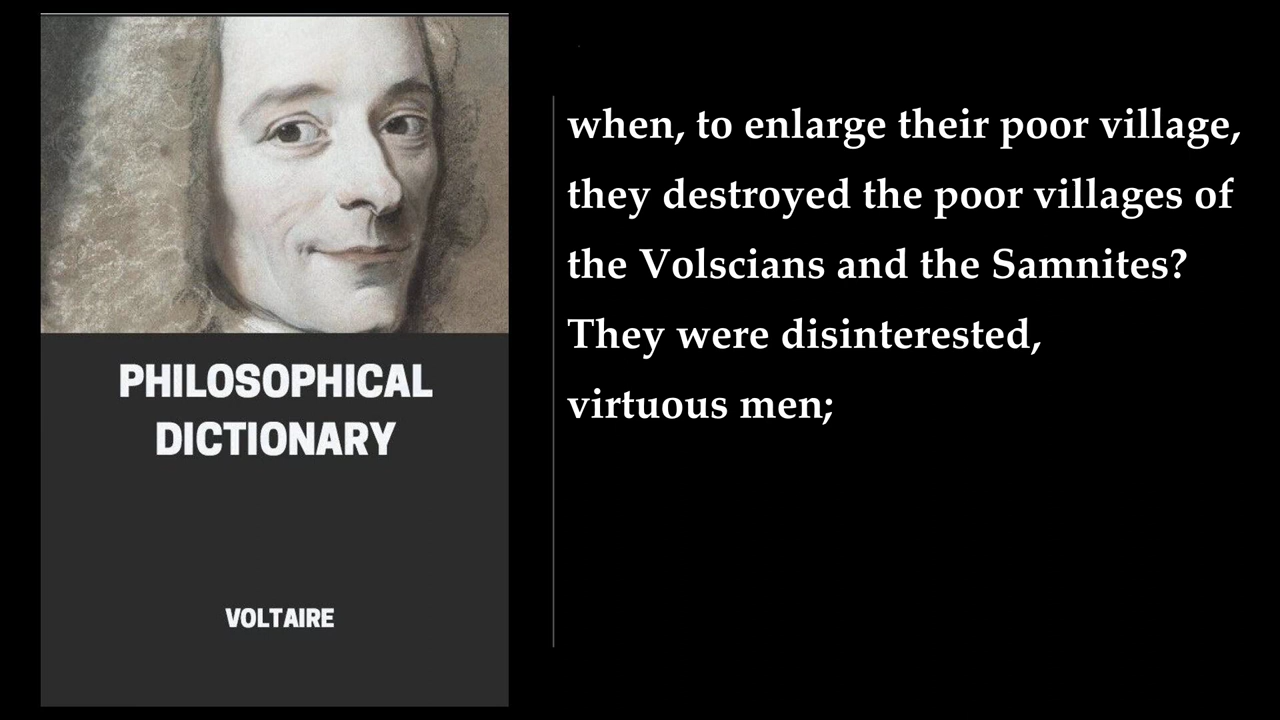 PHILOSOPHICAL
DICTIONARY
VOLTAIRE
when, to enlarge their poor village,
they destroyed the poor villages of
the Volscians and the Samnites?
They were disinterested,
virtuous men;